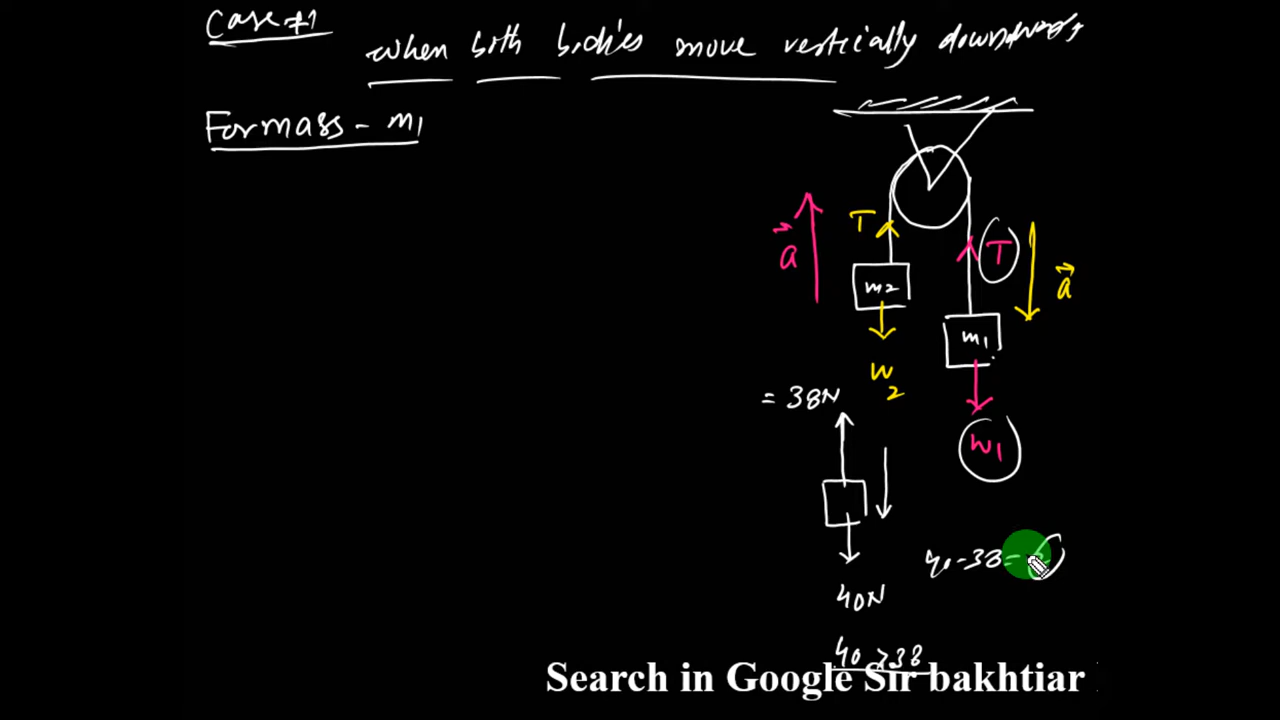 Case #1
when both bodies move vertically downwards
For mass - m1
T
T
a
a
m2
m1
W2
= 38N
W1
40-38=
40N
40 > 38
Search in Google Sir bakhtiar